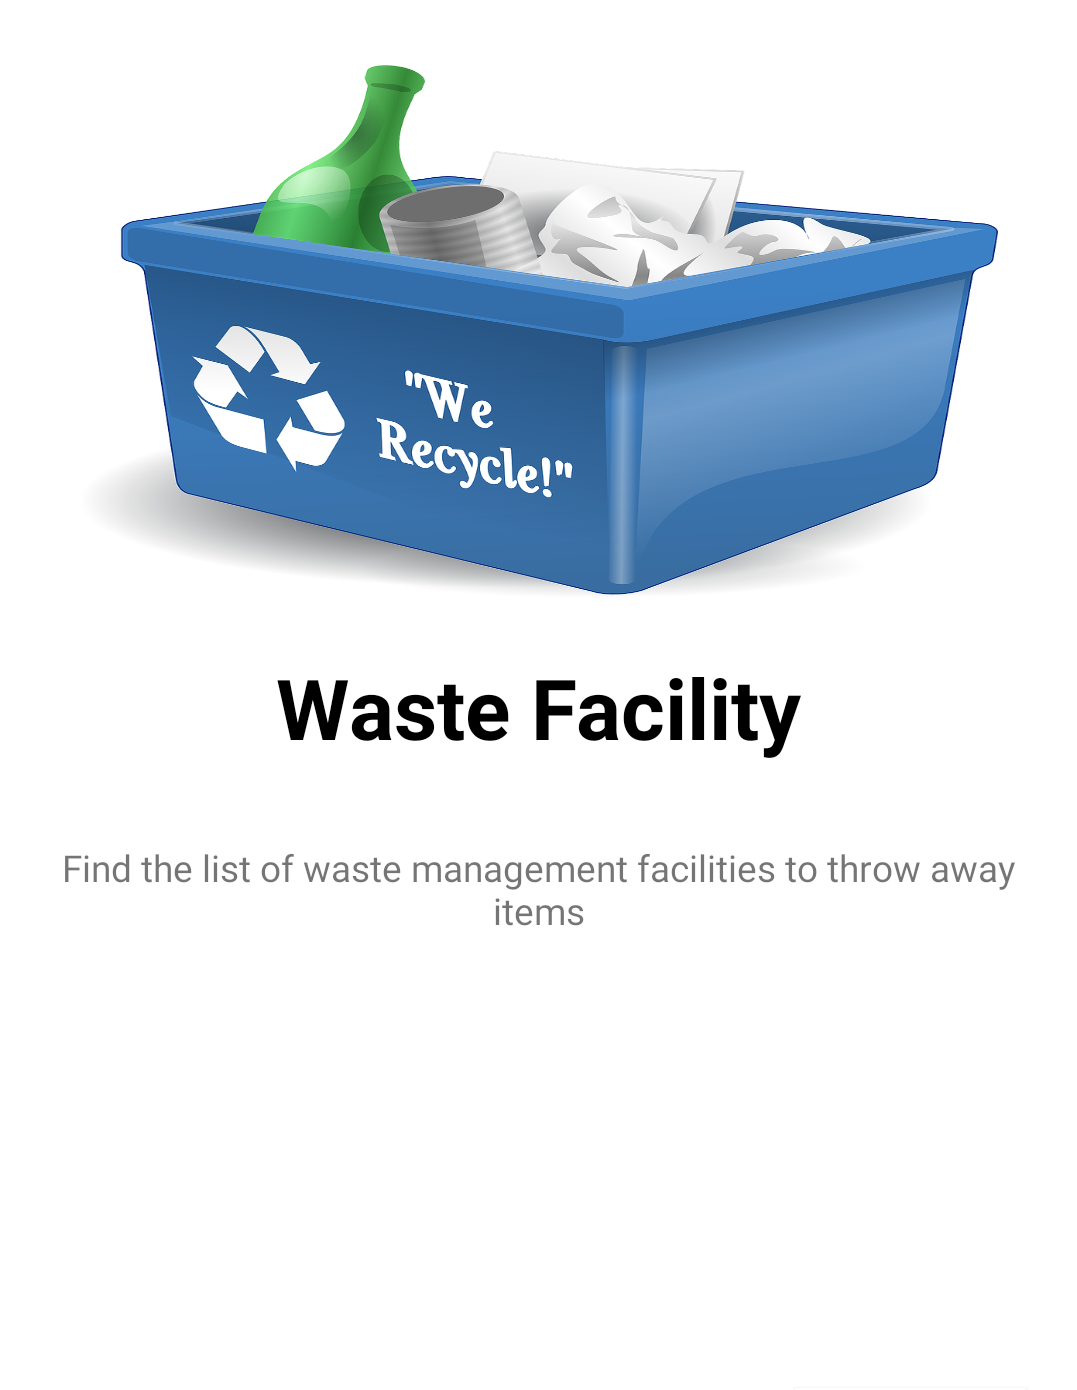 "We
Recycle!"
Waste Facility
Find the list of waste management facilities to throw away
items